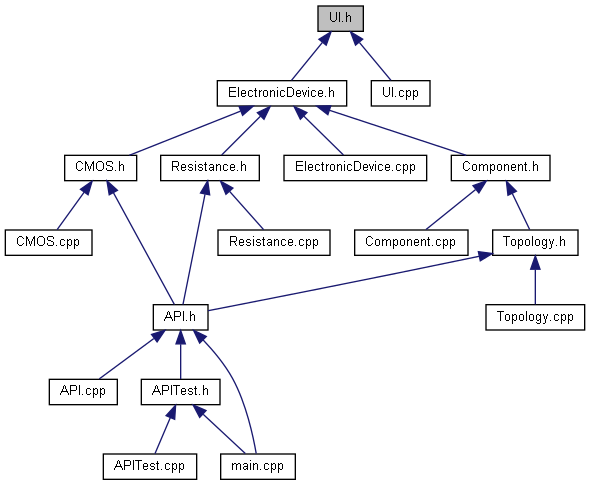 UI.h
ElectronicDevice.h
UI.cpp
CMOS.h
Resistance.h
ElectronicDevice.cpp
Component.h
CMOS.cpp
Resistance.cpp
Component.cpp
Topology.h
API.h
Topology.cpp
API.cpp
APITest.h
APITest.cpp
main.cpp